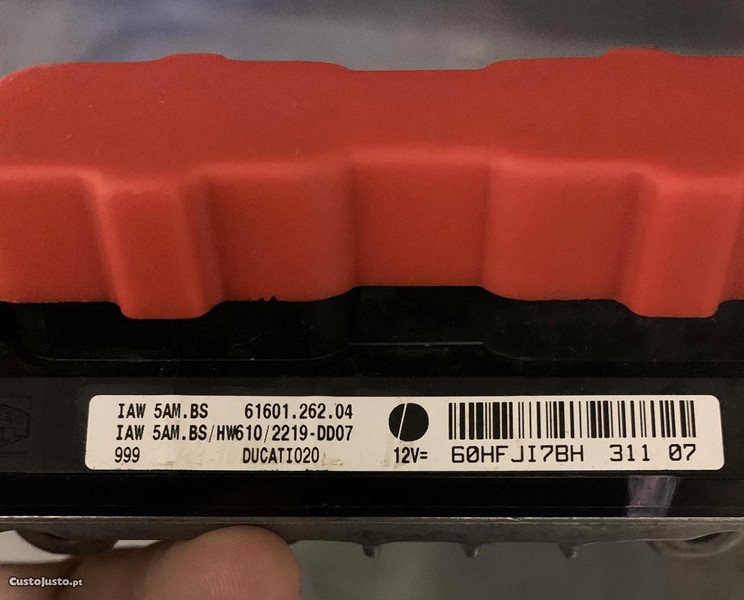 IAW 5AM.BS 61601.262.04
IAW 5AM.BS/HW610/2219-DD07
999 DUCATI020 12V= 60HFJI7BH 311 07
CustoJusto.pt